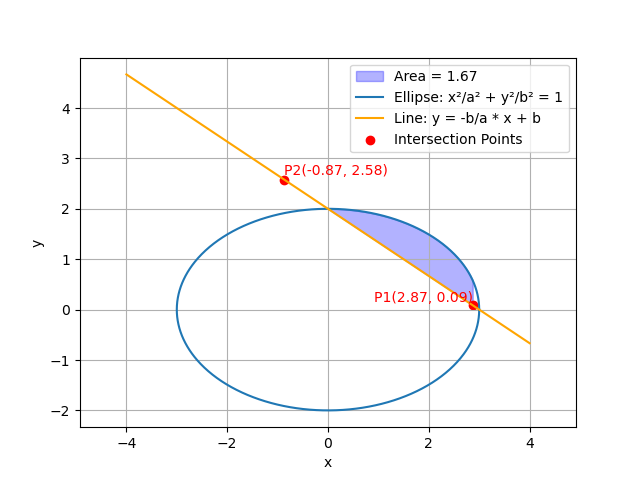 Area = 1.67
Ellipse: x²/a² + y²/b² = 1
Line: y = -b/a * x + b
Intersection Points
P2(-0.87, 2.58)
P1(2.87, 0.09)
y
4
3
2
1
0
−1
−2
−4
−2
0
2
4
x